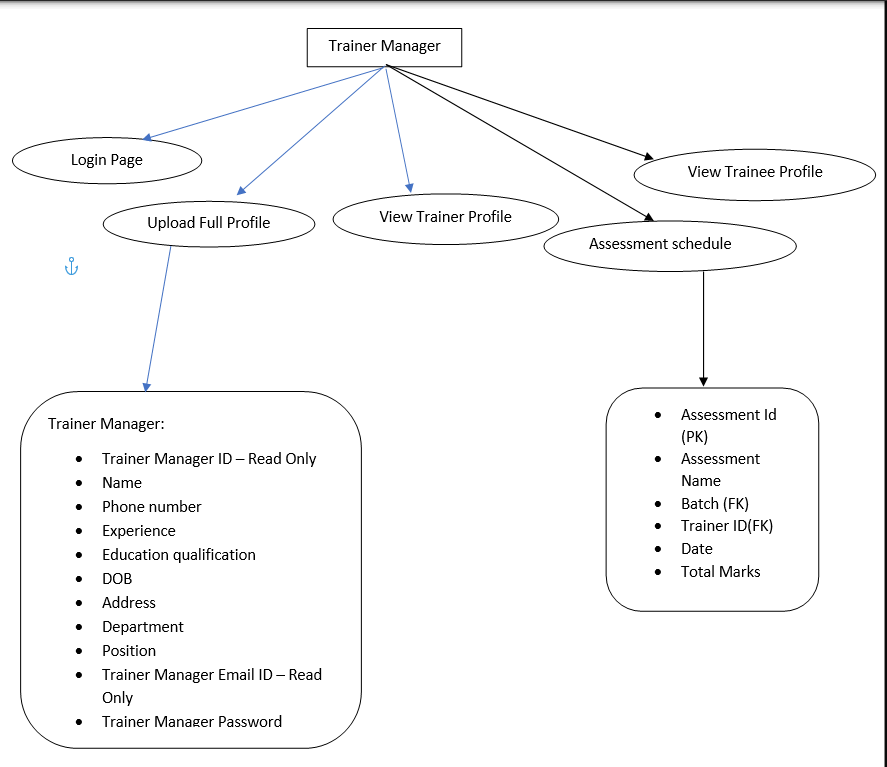 Trainer Manager
Login Page
View Trainee Profile
Upload Full Profile
View Trainer Profile
Assessment schedule
Trainer Manager:
• Trainer Manager ID – Read Only
• Name
• Phone number
• Experience
• Education qualification
• DOB
• Address
• Department
• Position
• Trainer Manager Email ID – Read
Only
• Trainer Manager Password
• Assessment Id
(PK)
• Assessment
Name
• Batch (FK)
• Trainer ID(FK)
• Date
• Total Marks